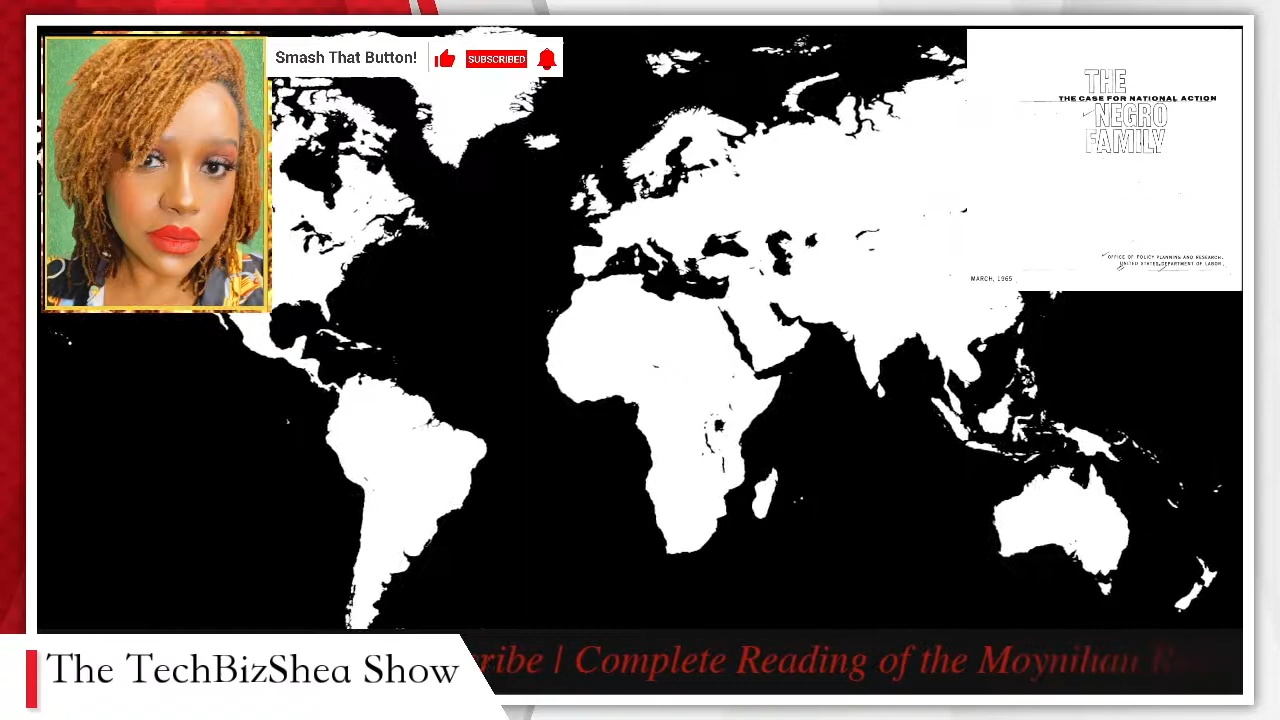 Smash That Button!
SUBSCRIBED
THE
THE CASE FOR NATIONAL ACTION
NEGRO
FAMILY
OFFICE OF POLICY PLANNING AND RESEARCH
UNITED STATES DEPARTMENT OF LABOR
MARCH, 1965
The TechBizShea Show
ribe | Complete Reading of the Moynihan